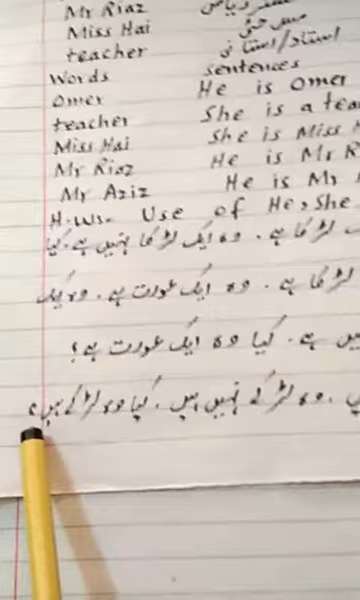 Mr Riaz
Miss Hai مس حئی
teacher استاد/استانی
Words sentences
Omer He is Omer
teacher She is a tea
Miss Hai She is Miss
Mr Riaz He is Mr R
Mr Aziz He is Mr
H.W. Use of He, She
لڑکا ہے۔ وہ ایک لڑکا نہیں ہے۔ کیا
لڑکا ہے۔ وہ ایک عورت ہے۔ وہ ایک
ہے۔ کیا وہ ایک عورت ہے؟
وہ لڑکے نہیں ہیں۔ کیا وہ لڑکے ہیں؟